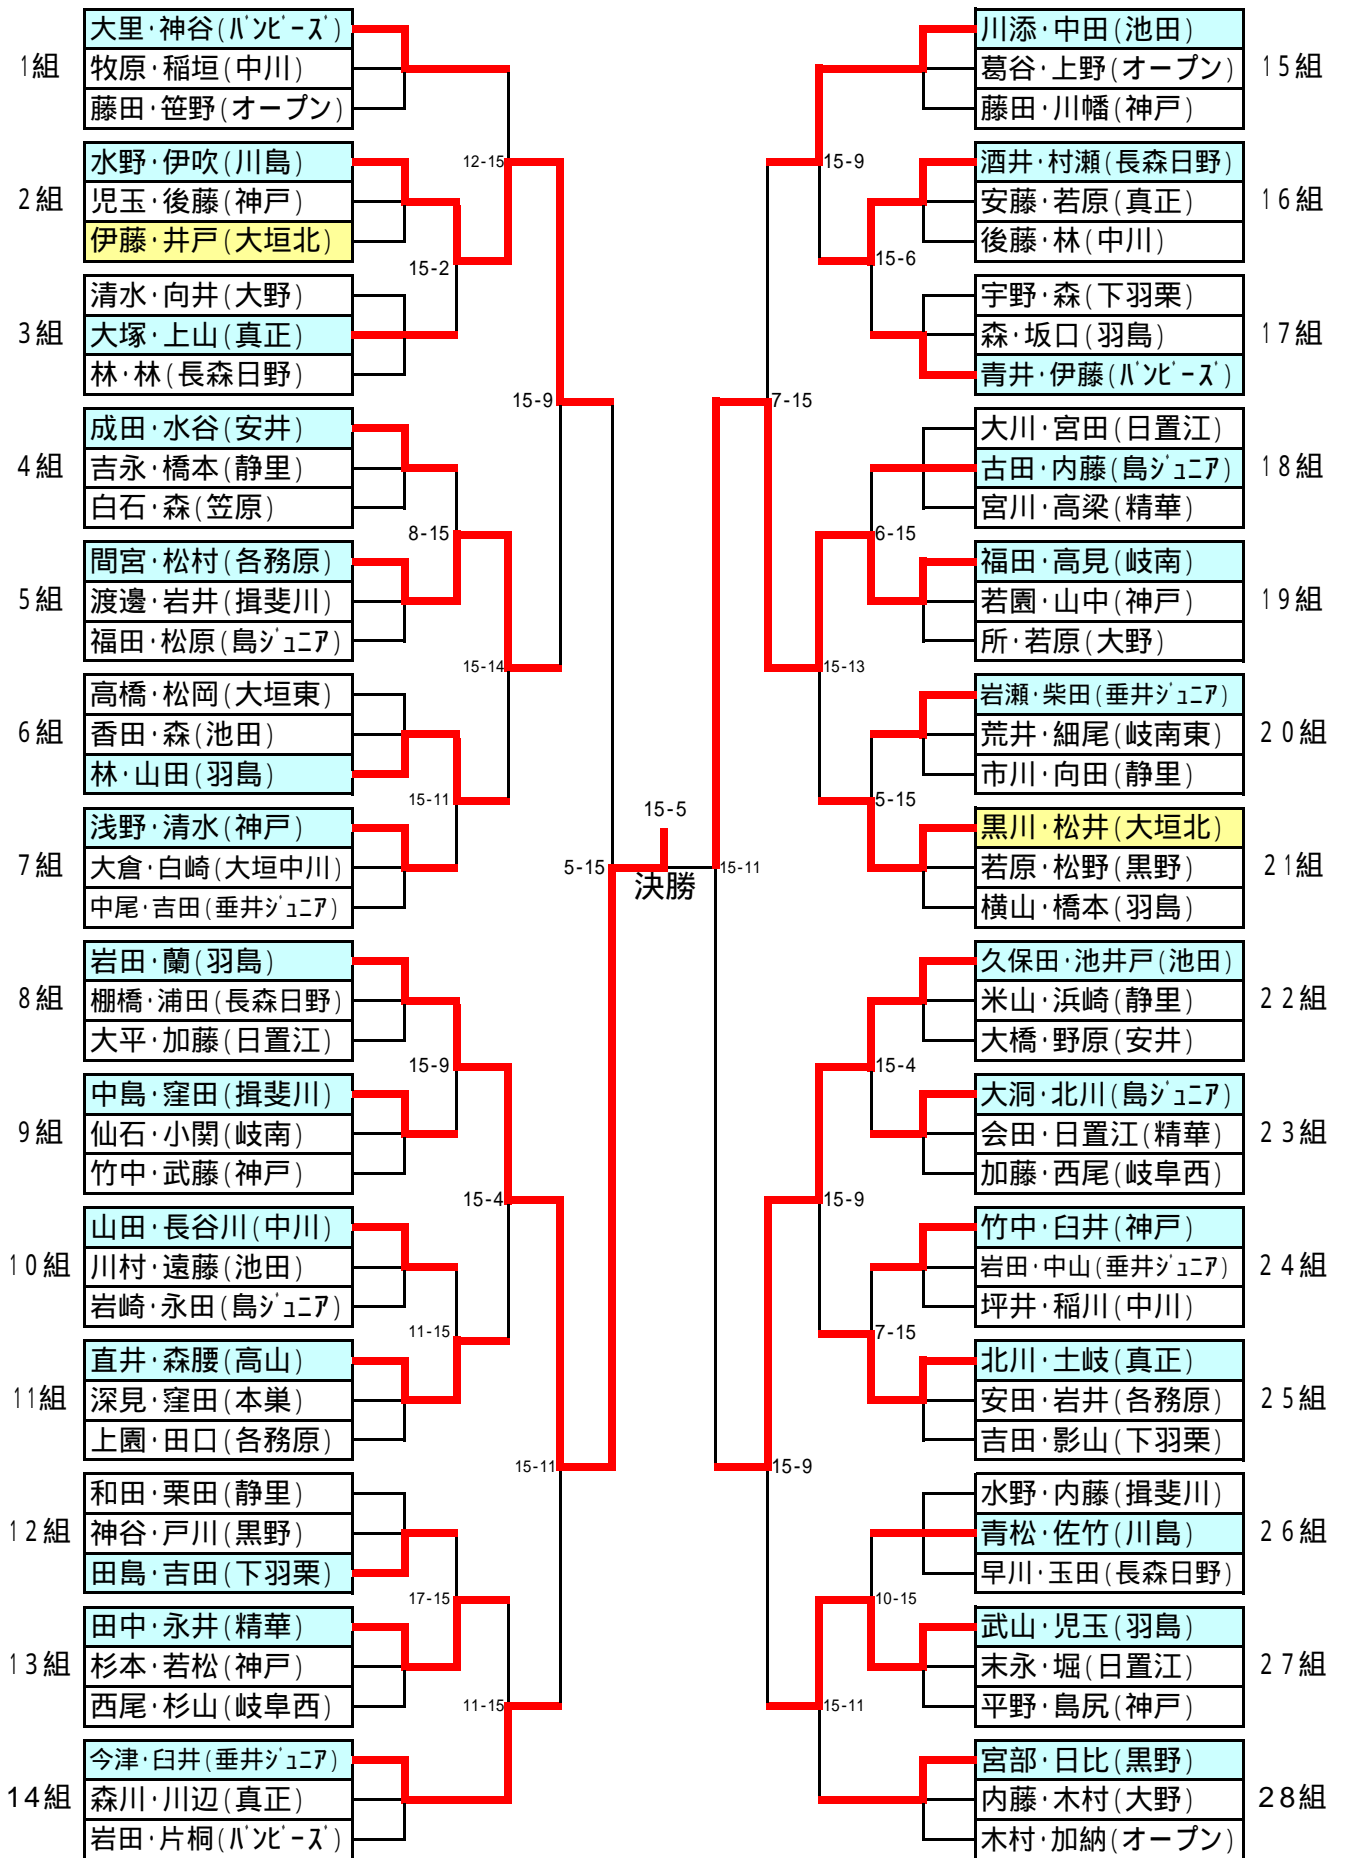 1組
大里·神谷(バンビーズ)
牧原·稲垣(中川)
藤田·笹野(オープン)
2組
水野·伊吹(川島)
児玉·後藤(神戸)
伊藤·井戸(大垣北)
3組
清水·向井(大野)
大塚·上山(真正)
林·林(長森日野)
4組
成田·水谷(安井)
吉永·橋本(静里)
白石·森(笠原)
5組
間宮·松村(各務原)
渡邊·岩井(揖斐川)
福田·松原(島ジュニア)
6組
高橋·松岡(大垣東)
香田·森(池田)
林·山田(羽島)
7組
浅野·清水(神戸)
大倉·白崎(大垣中川)
中尾·吉田(垂井ジュニア)
8組
岩田·蘭(羽島)
棚橋·浦田(長森日野)
大平·加藤(日置江)
9組
中島·窪田(揖斐川)
仙石·小関(岐南)
竹中·武藤(神戸)
10組
山田·長谷川(中川)
川村·遠藤(池田)
岩崎·永田(島ジュニア)
11組
直井·森腰(高山)
深見·窪田(本巣)
上園·田口(各務原)
12組
和田·栗田(静里)
神谷·戸川(黒野)
田島·吉田(下羽栗)
13組
田中·永井(精華)
杉本·若松(神戸)
西尾·杉山(岐阜西)
14組
今津·臼井(垂井ジュニア)
森川·川辺(真正)
岩田·片桐(バンビーズ)
12-15
15-2
15-9
8-15
15-14
15-11
5-15
15-9
15-4
11-15
15-11
17-15
11-15
15-5
決勝
15-9
15-6
7-15
6-15
15-13
5-15
15-11
15-4
15-9
7-15
15-9
10-15
15-11
川添·中田(池田)
葛谷·上野(オープン)
藤田·川幡(神戸)
15組
酒井·村瀬(長森日野)
安藤·若原(真正)
後藤·林(中川)
16組
宇野·森(下羽栗)
森·坂口(羽島)
青井·伊藤(バンビーズ)
17組
大川·宮田(日置江)
古田·内藤(島ジュニア)
宮川·高梁(精華)
18組
福田·高見(岐南)
若園·山中(神戸)
所·若原(大野)
19組
岩瀬·柴田(垂井ジュニア)
荒井·細尾(岐南東)
市川·向田(静里)
20組
黒川·松井(大垣北)
若原·松野(黒野)
横山·橋本(羽島)
21組
久保田·池井戸(池田)
米山·浜崎(静里)
大橋·野原(安井)
22組
大洞·北川(島ジュニア)
会田·日置江(精華)
加藤·西尾(岐阜西)
23組
竹中·臼井(神戸)
岩田·中山(垂井ジュニア)
坪井·稲川(中川)
24組
北川·土岐(真正)
安田·岩井(各務原)
吉田·影山(下羽栗)
25組
水野·内藤(揖斐川)
青松·佐竹(川島)
早川·玉田(長森日野)
26組
武山·児玉(羽島)
末永·堀(日置江)
平野·島尻(神戸)
27組
宮部·日比(黒野)
内藤·木村(大野)
木村·加納(オープン)
28組